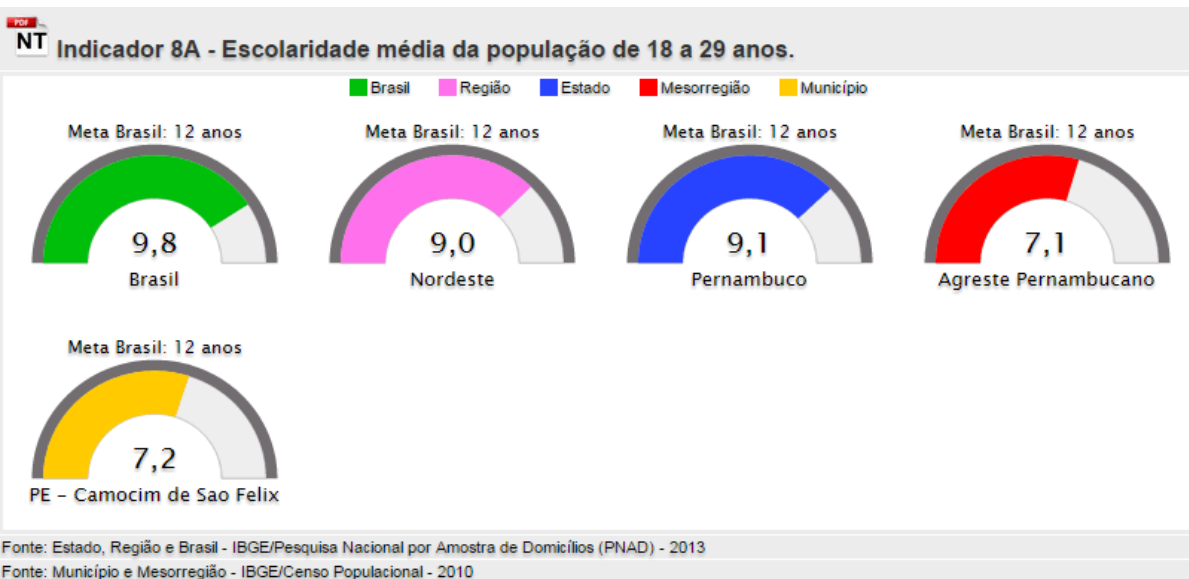 PDF
NT
Indicador 8A - Escolaridade média da população de 18 a 29 anos.
Brasil Região Estado Mesorregião Município
Meta Brasil: 12 anos
9,8
Brasil
Meta Brasil: 12 anos
9,0
Nordeste
Meta Brasil: 12 anos
9,1
Pernambuco
Meta Brasil: 12 anos
7,1
Agreste Pernambucano
Meta Brasil: 12 anos
7,2
PE – Camocim de Sao Felix
Fonte: Estado, Região e Brasil - IBGE/Pesquisa Nacional por Amostra de Domicílios (PNAD) - 2013
Fonte: Município e Mesorregião - IBGE/Censo Populacional - 2010